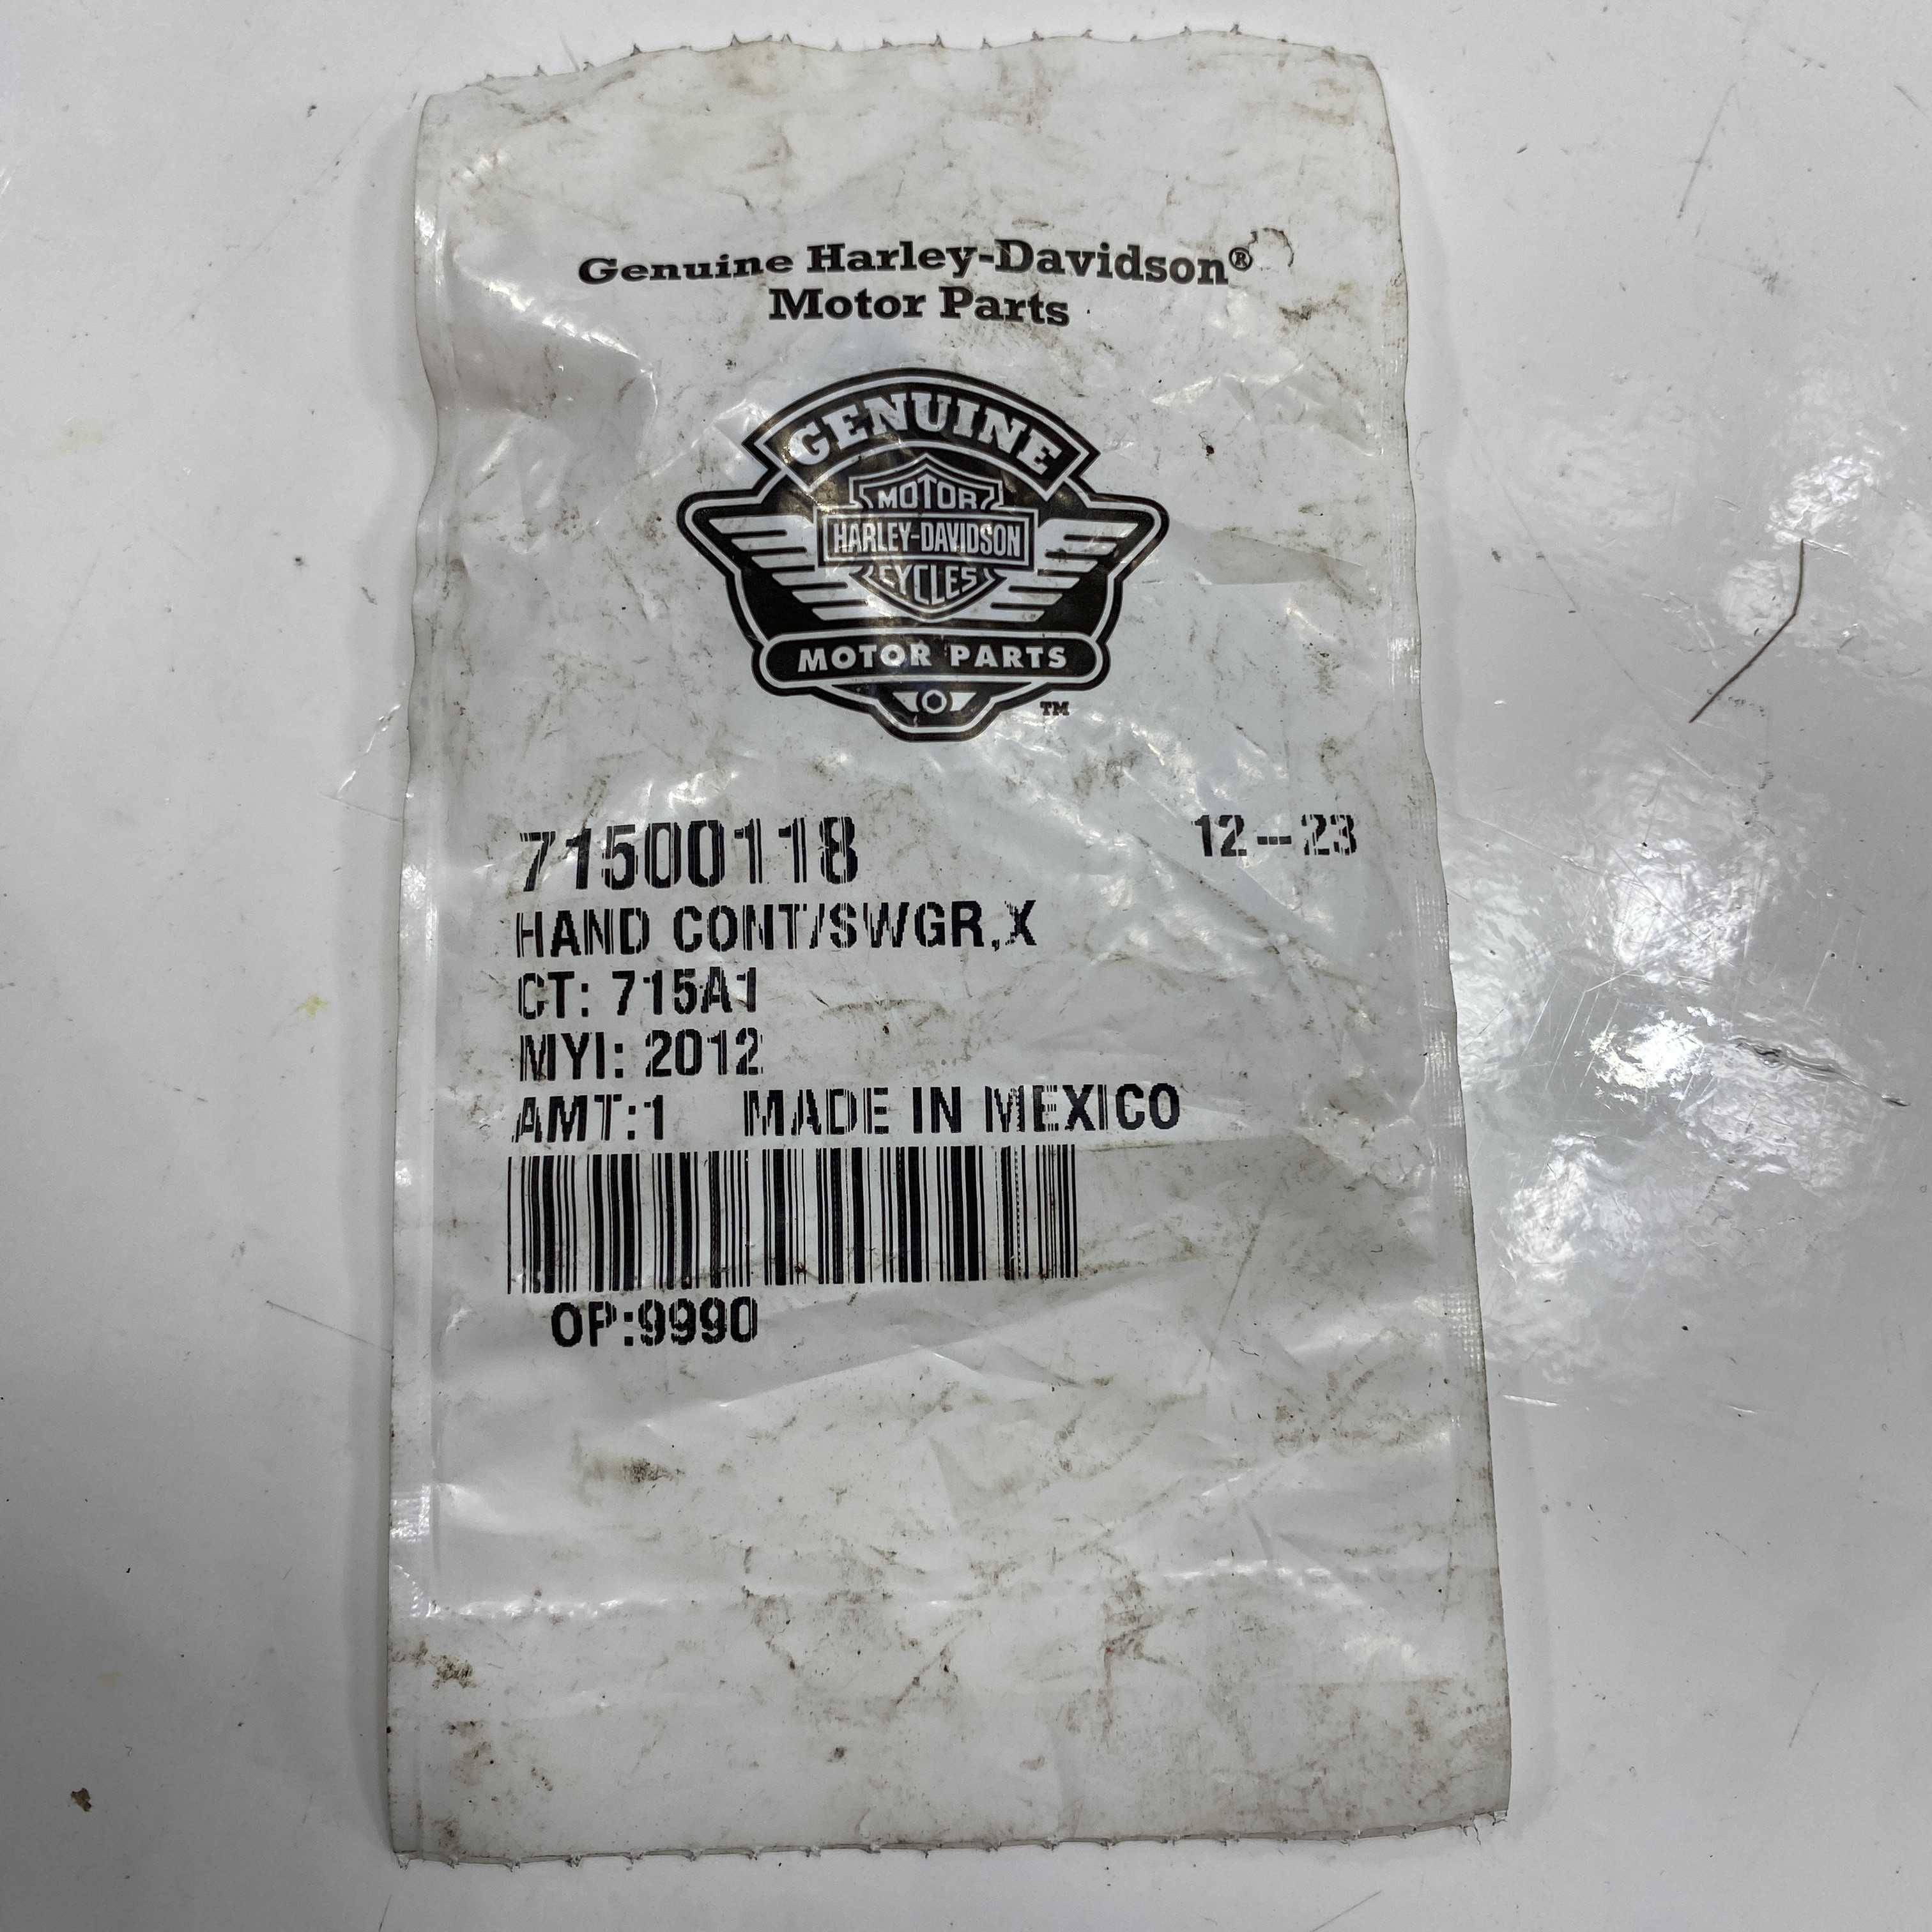 Genuine Harley-Davidson®
Motor Parts
GENUINE
MOTOR
HARLEY-DAVIDSON
CYCLES
MOTOR PARTS
TM
71500118 12--23
HAND CONT/SWGR,X
CT: 715A1
MYI: 2012
AMT:1 MADE IN MEXICO
OP:9990